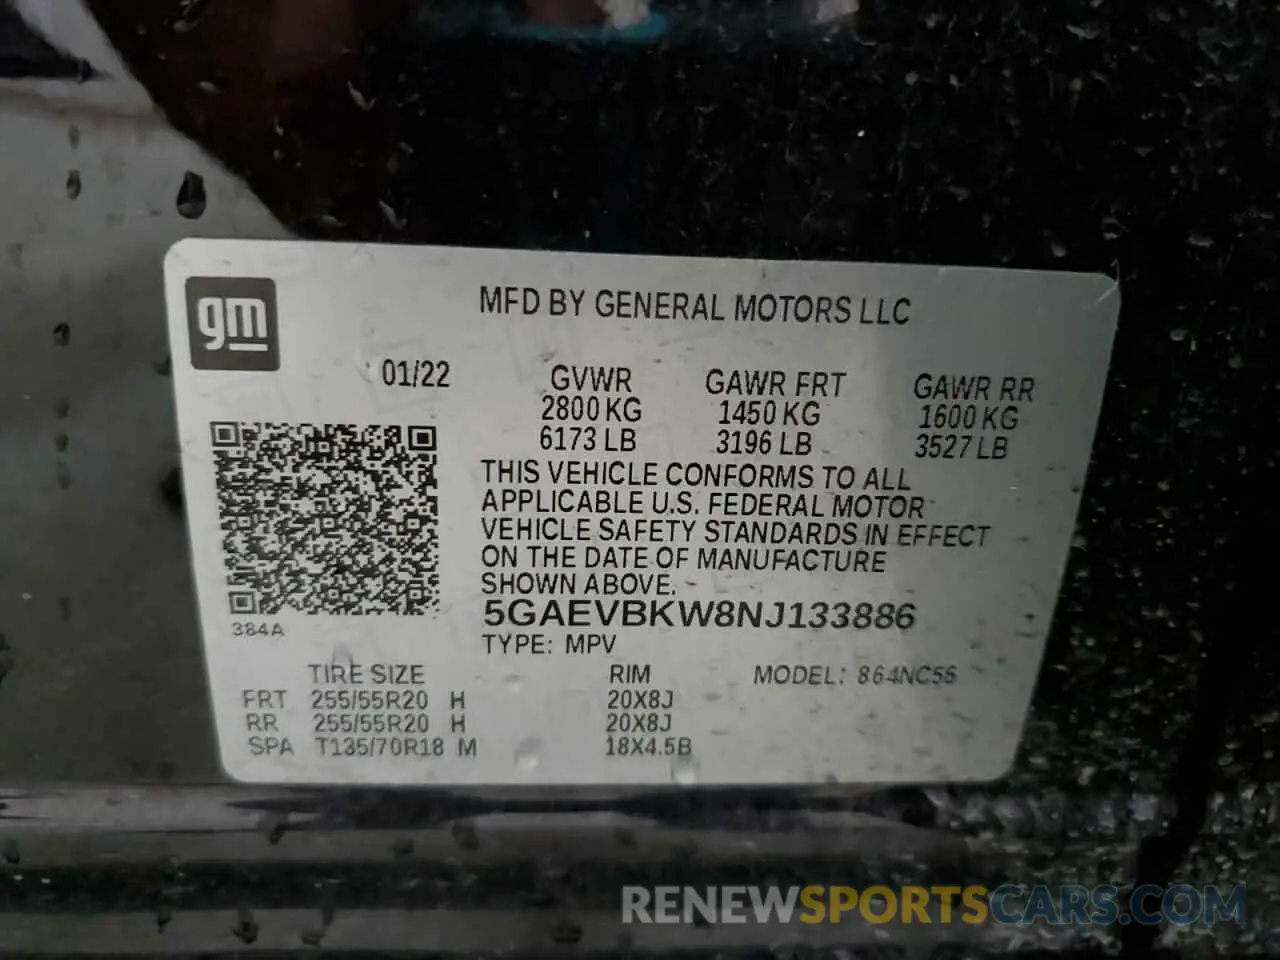 gm
MFD BY GENERAL MOTORS LLC
01/22
GVWR GAWR FRT GAWR RR
2800 KG 1450 KG 1600 KG
6173 LB 3196 LB 3527 LB
THIS VEHICLE CONFORMS TO ALL
APPLICABLE U.S. FEDERAL MOTOR
VEHICLE SAFETY STANDARDS IN EFFECT
ON THE DATE OF MANUFACTURE
SHOWN ABOVE.
5GAEVBKW8NJ133886
384A
TYPE: MPV
TIRE SIZE RIM MODEL: 864NC56
FRT 255/55R20 H 20X8J
RR 255/55R20 H 20X8J
SPA T135/70R18 M 18X4.5B
RENEWSPORTSCARS.COM